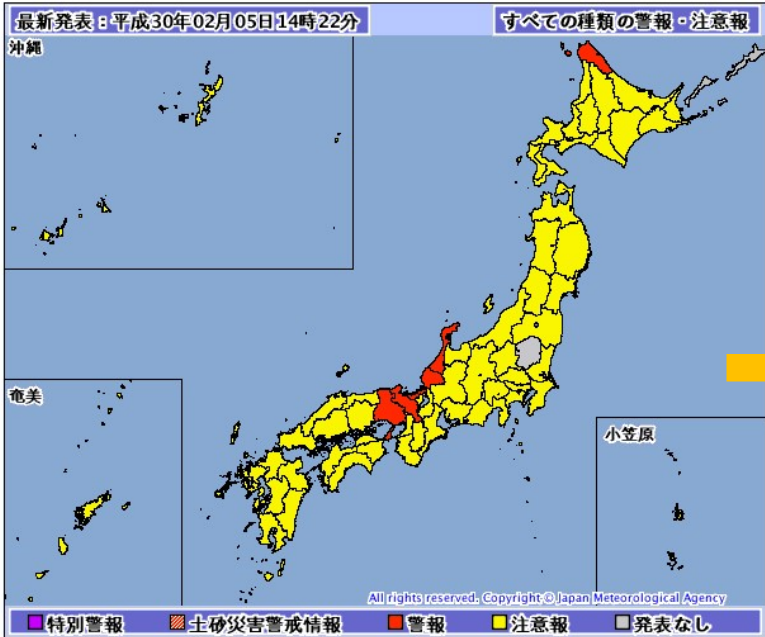 最新発表：平成30年02月05日14時22分
すべての種類の警報・注意報
沖縄
奄美
小笠原
All rights reserved. Copyright © Japan Meteorological Agency
特別警報 土砂災害警戒情報 警報 注意報 発表なし